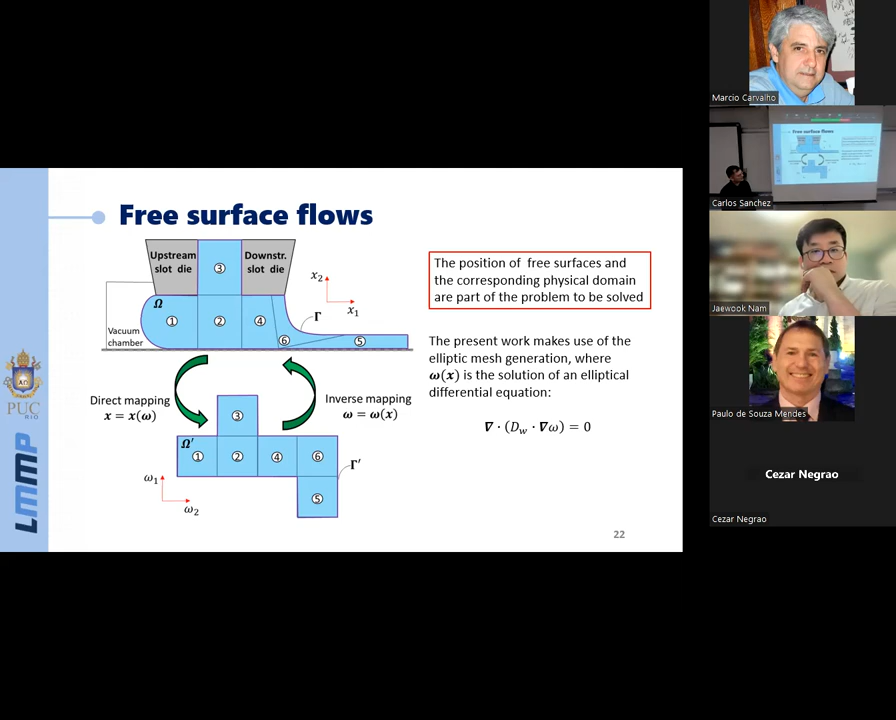 Free surface flows
Upstream
slot die
Downstr.
slot die
③
x₂
x₁
Ω
Γ
①
②
④
⑥
⑤
Vacuum
chamber
The position of free surfaces and
the corresponding physical domain
are part of the problem to be solved
The present work makes use of the
elliptic mesh generation, where
ω(x) is the solution of an elliptical
differential equation:
∇ · (D_w · ∇ω) = 0
Direct mapping
x = x(ω)
Inverse mapping
ω = ω(x)
③
Ω'
①
②
④
⑥
Γ'
⑤
ω₁
ω₂
22
PUC
RIO
LMMP
Marcio Carvalho
Free surface flows
Carlos Sanchez
Jaewook Nam
Paulo de Souza Mendes
Cezar Negrao
Cezar Negrao